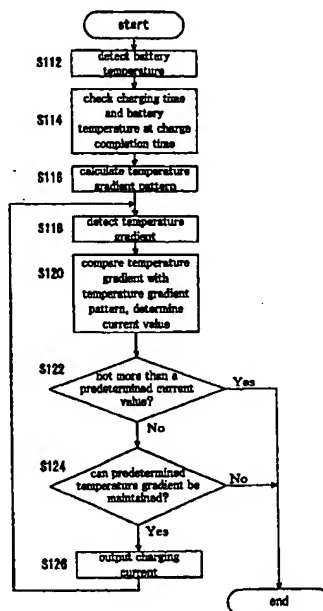 start
S112
detect battery
temperature
S114
check charging time
and battery
temperature at charge
completion time
S116
calculate temperature
gradient pattern
S118
detect temperature
gradient
S120
compare temperature
gradient with
temperature gradient
pattern, determine
current value
S122
not more than a
predetermined current
value?
Yes
No
S124
can predetermined
temperature gradient be
maintained?
No
Yes
S126
output charging
current
end